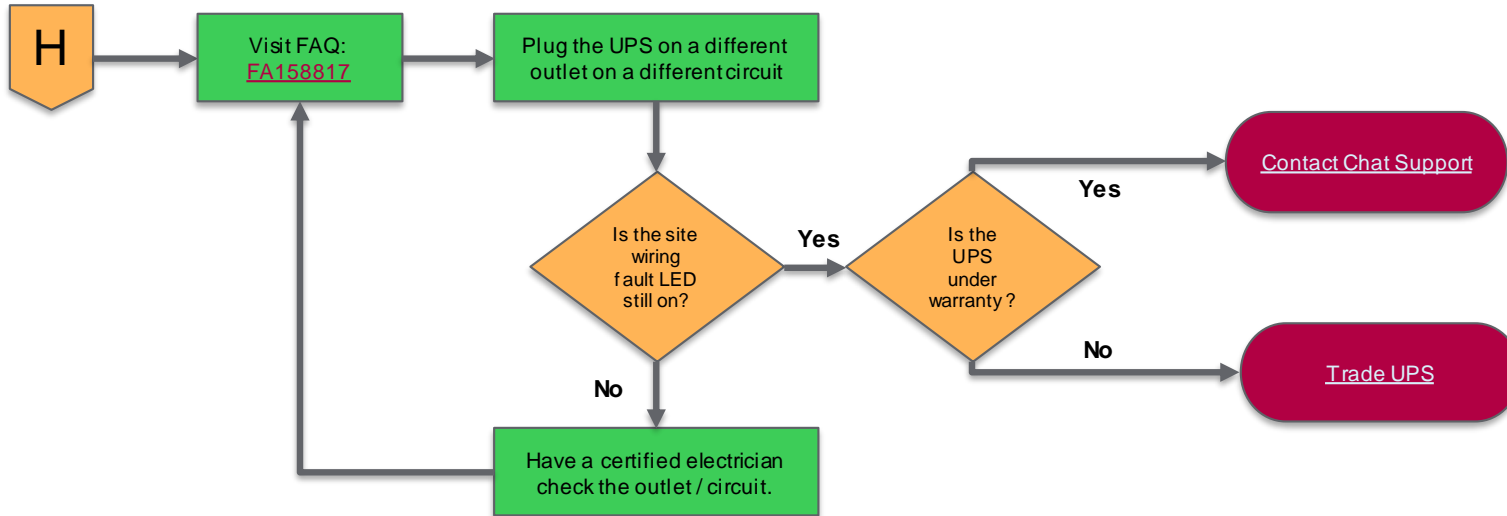 H
Visit FAQ:
FA158817
Plug the UPS on a different
outlet on a different circuit
Is the site
wiring
fault LED
still on?
Yes
Is the
UPS
under
warranty?
Yes
Contact Chat Support
No
Trade UPS
No
Have a certified electrician
check the outlet / circuit.